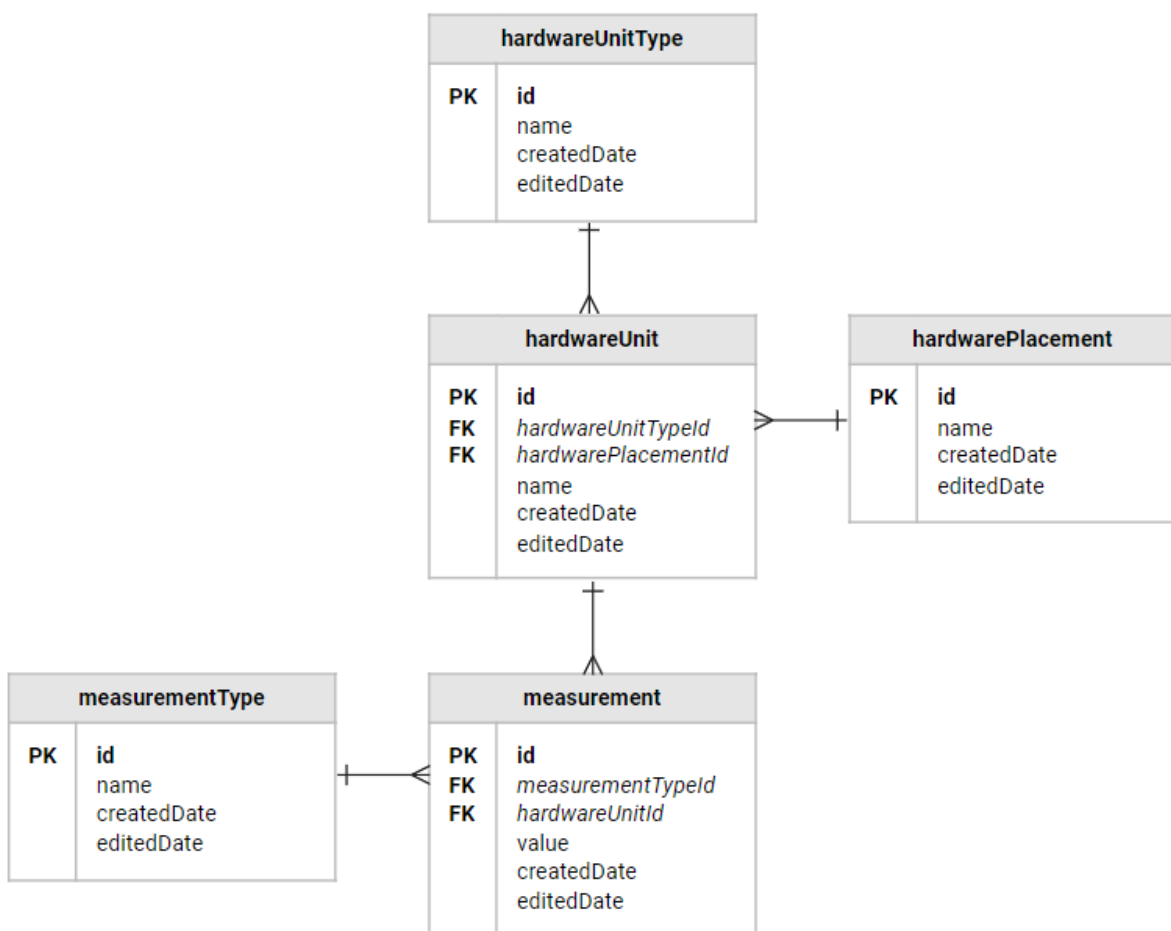 hardwareUnitType
PK id
name
createdDate
editedDate
hardwareUnit
PK id
FK hardwareUnitTypeId
FK hardwarePlacementId
name
createdDate
editedDate
hardwarePlacement
PK id
name
createdDate
editedDate
measurementType
PK id
name
createdDate
editedDate
measurement
PK id
FK measurementTypeId
FK hardwareUnitId
value
createdDate
editedDate